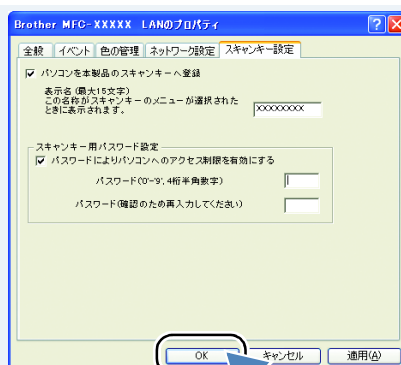 Brother MFC-XXXXX LANのプロパティ
全般 イベント 色の管理 ネットワーク設定 スキャンキー設定
パソコンを本製品のスキャンキーへ登録
表示名(最大15文字)
この名称がスキャンキーのメニューが選択された
ときに表示されます。
XXXXXXXX
スキャンキー用パスワード設定
パスワードによりパソコンへのアクセス制限を有効にする
パスワード('0'-'9', 4桁半角数字)
パスワード(確認のため再入力してください)
OK キャンセル 適用(A)